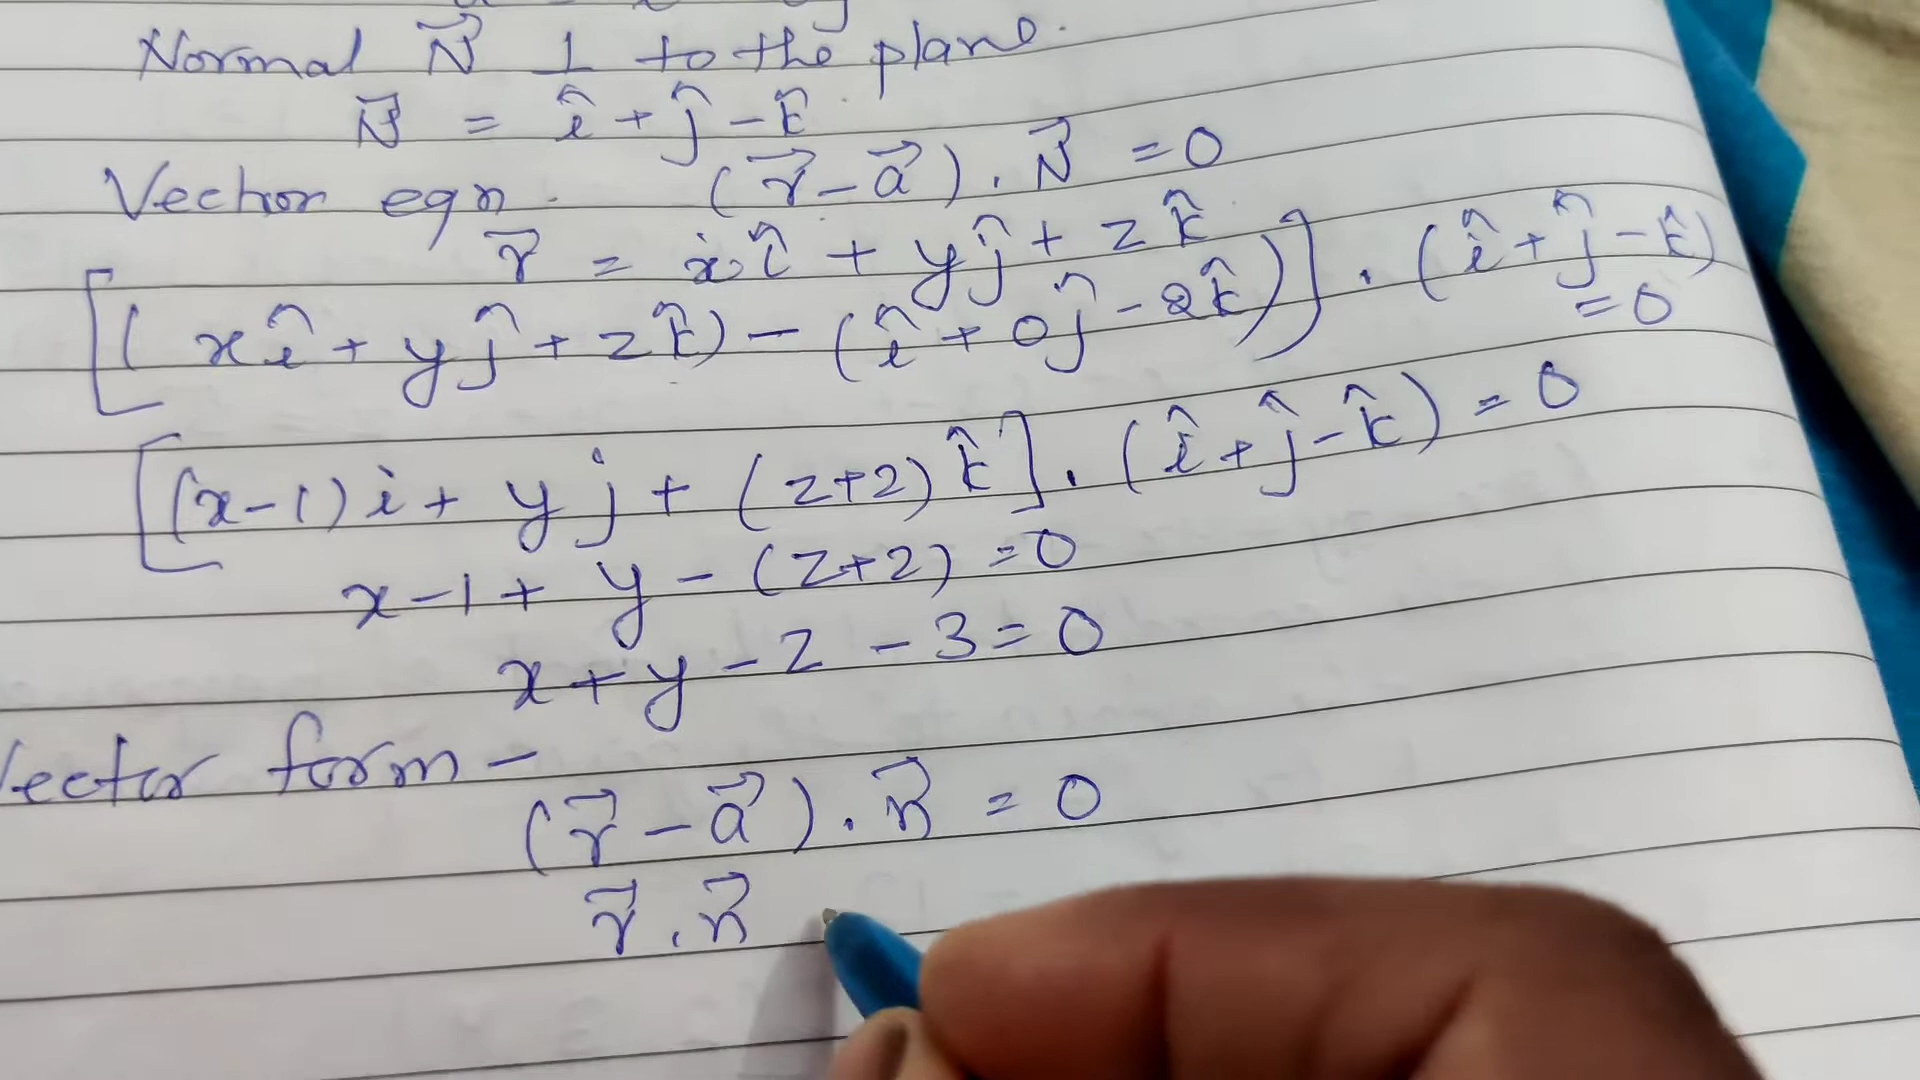 Normal N⃗ ⊥ to the plane.
N⃗ = î + ĵ - k̂
Vector eqn. (r⃗ - a⃗) . N⃗ = 0
r⃗ = xî + yĵ + zk̂
[(xî + yĵ + zk̂) - (î + 0ĵ - 2k̂)] . (î + ĵ - k̂)
= 0
[(x-1)i + yj + (z+2)k̂] . (î + ĵ - k̂) = 0
x-1 + y - (z+2) = 0
x + y - z - 3 = 0
Vector form -
(r⃗ - a⃗) . n⃗ = 0
r⃗ . n⃗